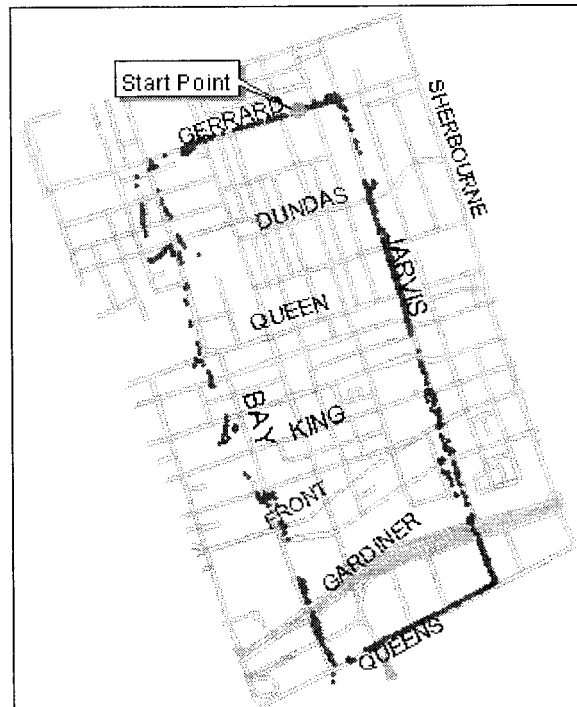 Start Point
GERRARD
SHERBOURNE
DUNDAS
JARVIS
QUEEN
BAY
KING
FRONT
GARDINER
QUEENS